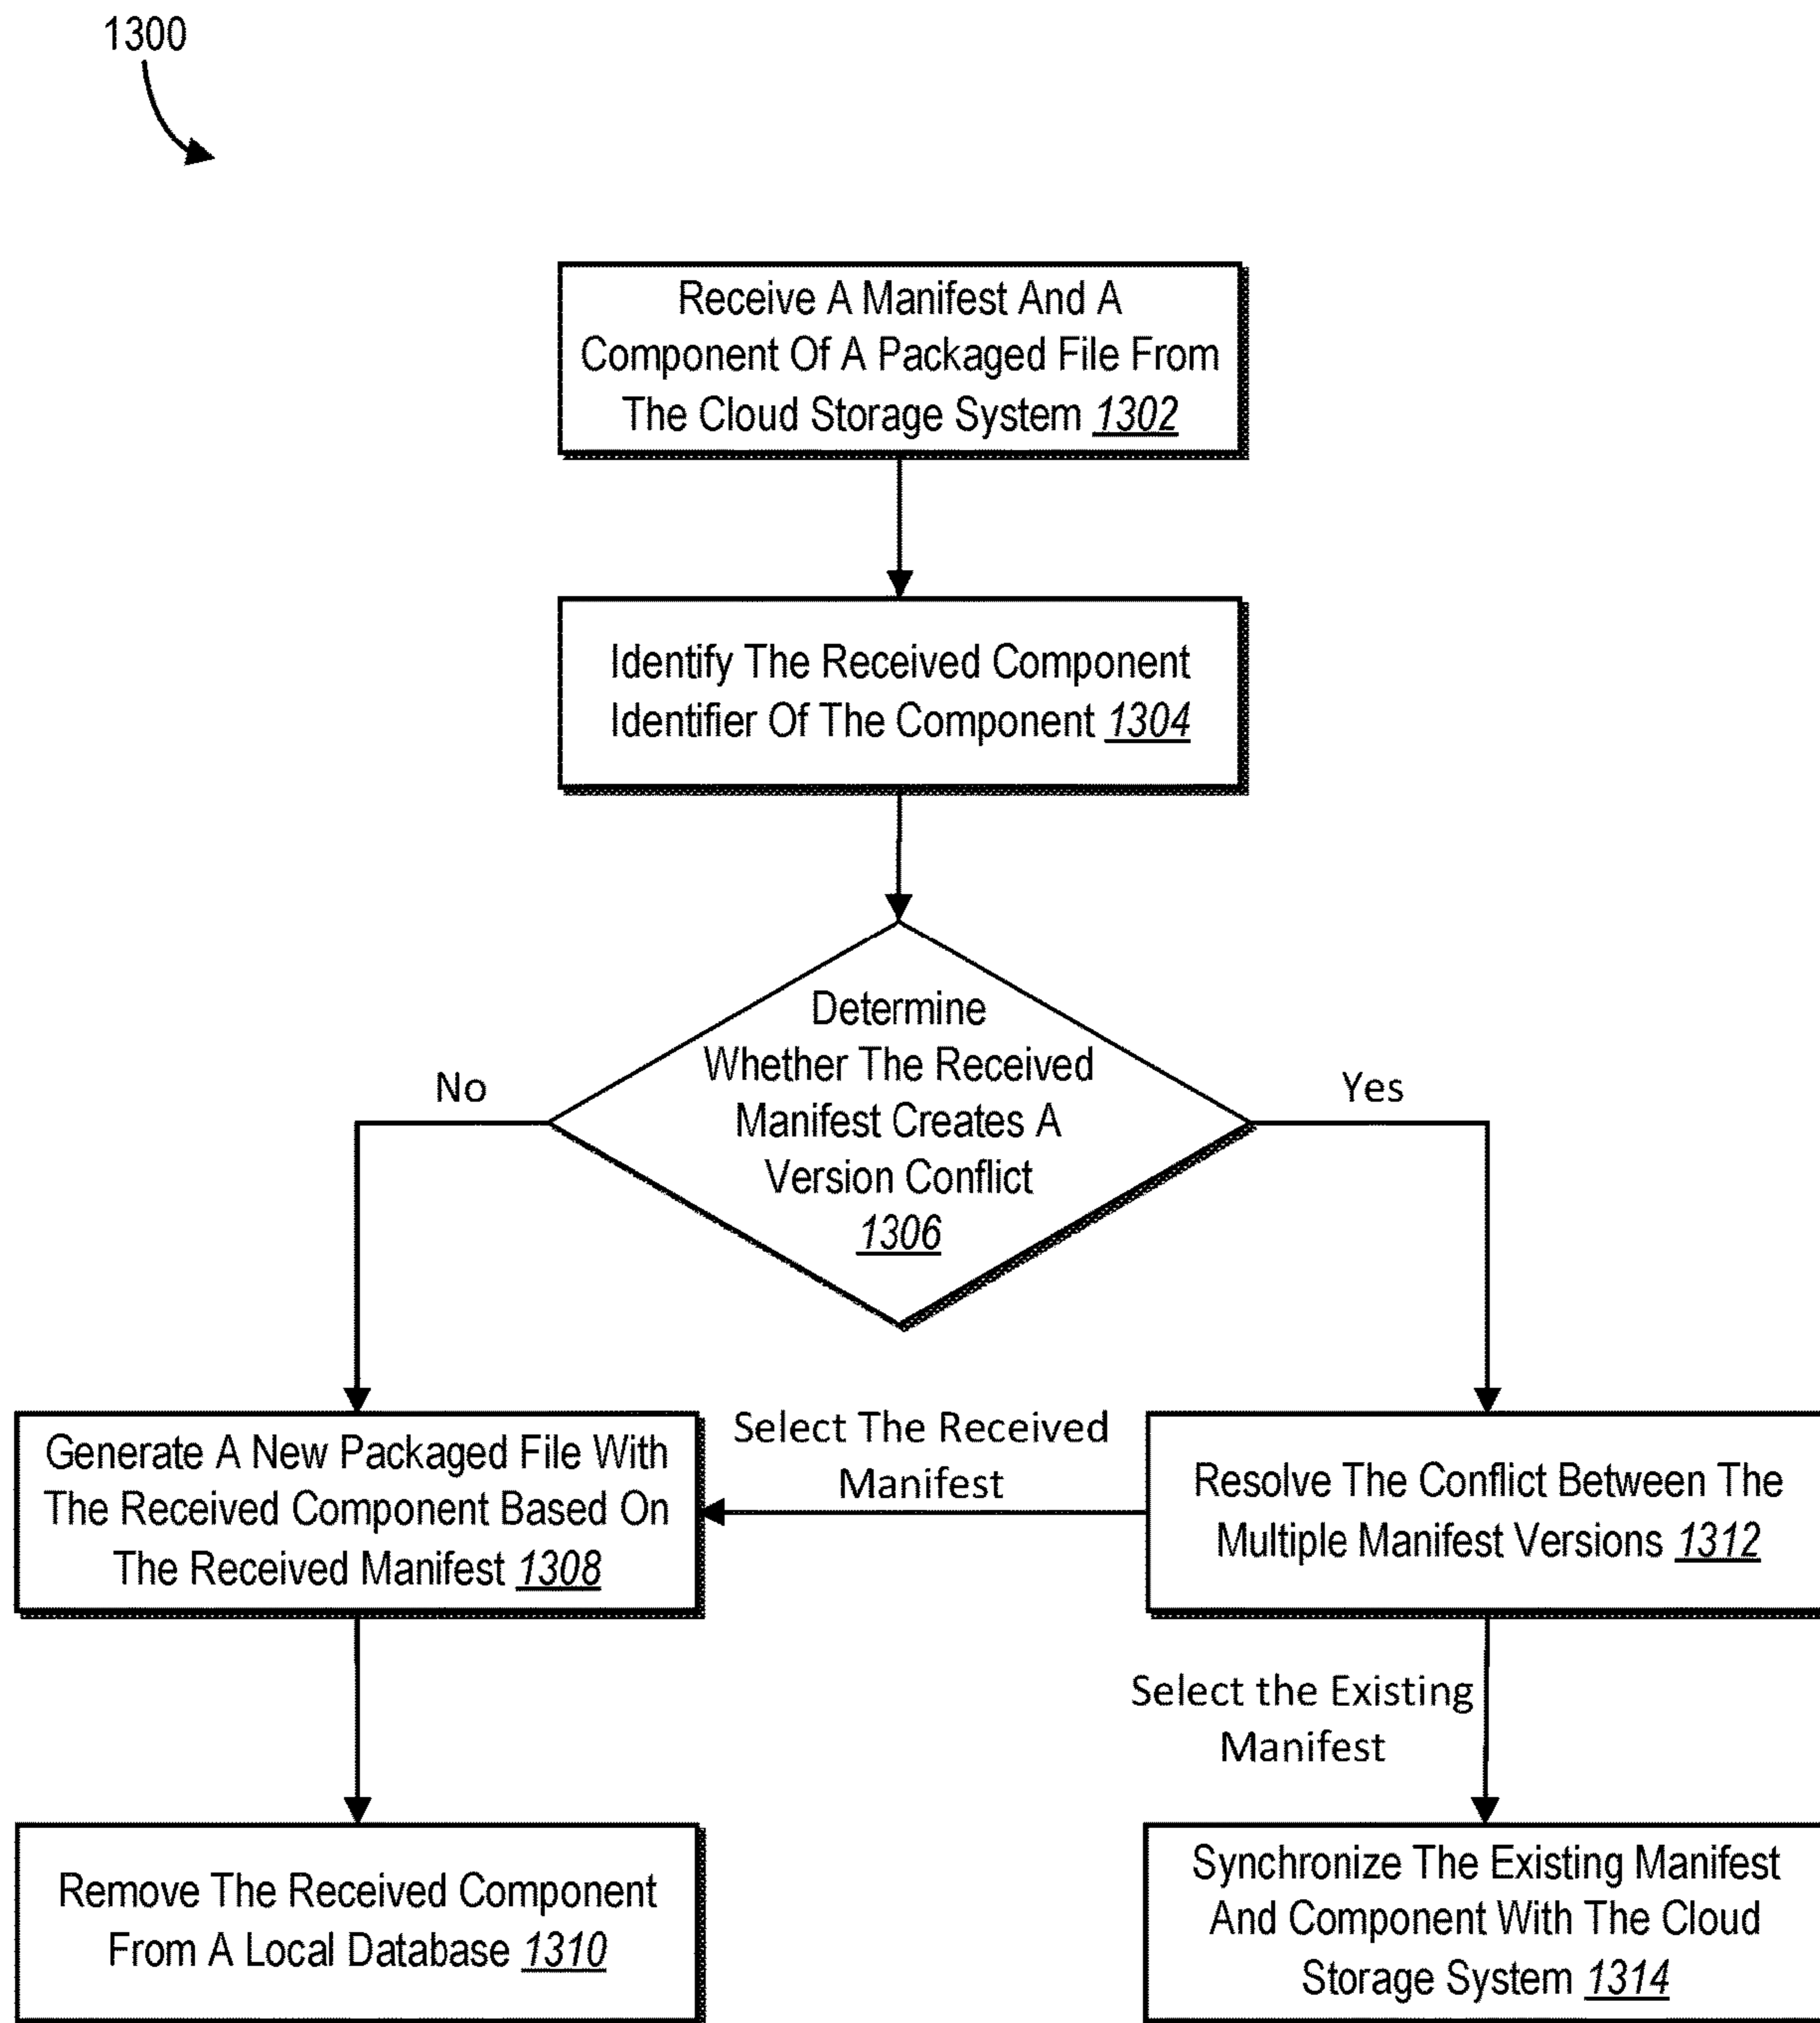 1300
Receive A Manifest And A
Component Of A Packaged File From
The Cloud Storage System 1302
Identify The Received Component
Identifier Of The Component 1304
Determine
Whether The Received
Manifest Creates A
Version Conflict
1306
No
Yes
Generate A New Packaged File With
The Received Component Based On
The Received Manifest 1308
Select The Received
Manifest
Resolve The Conflict Between The
Multiple Manifest Versions 1312
Select the Existing
Manifest
Remove The Received Component
From A Local Database 1310
Synchronize The Existing Manifest
And Component With The Cloud
Storage System 1314